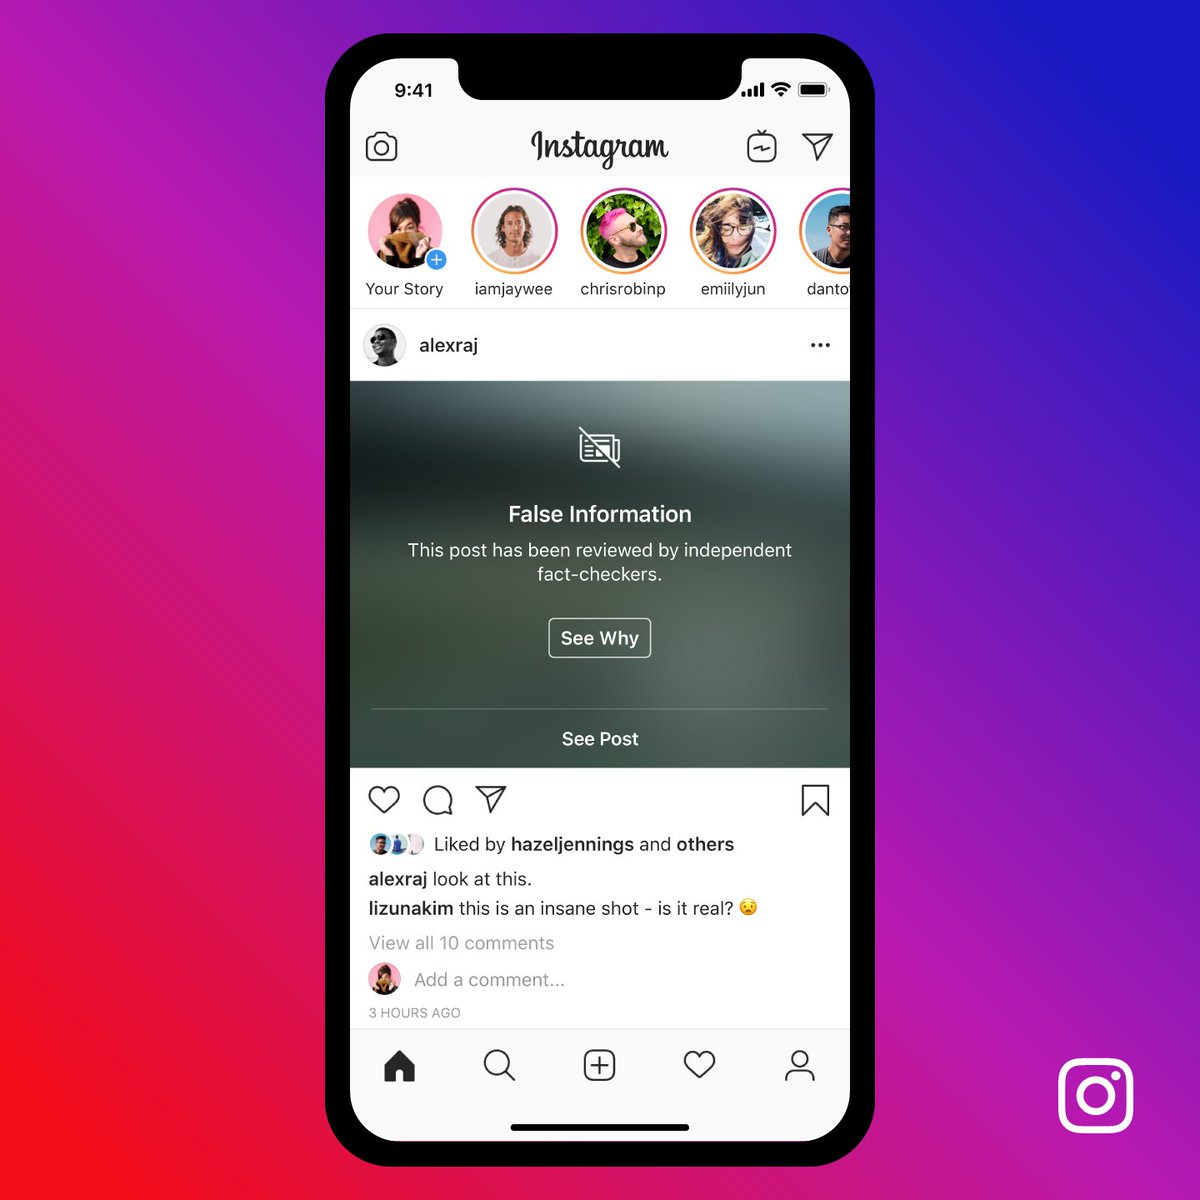 9:41
Instagram
Your Story
iamjaywee
chrisrobinp
emiilyjun
danto
alexraj
False Information
This post has been reviewed by independent
fact-checkers.
See Why
See Post
Liked by hazeljennings and others
alexraj look at this.
lizunakim this is an insane shot - is it real? 😧
View all 10 comments
Add a comment...
3 HOURS AGO